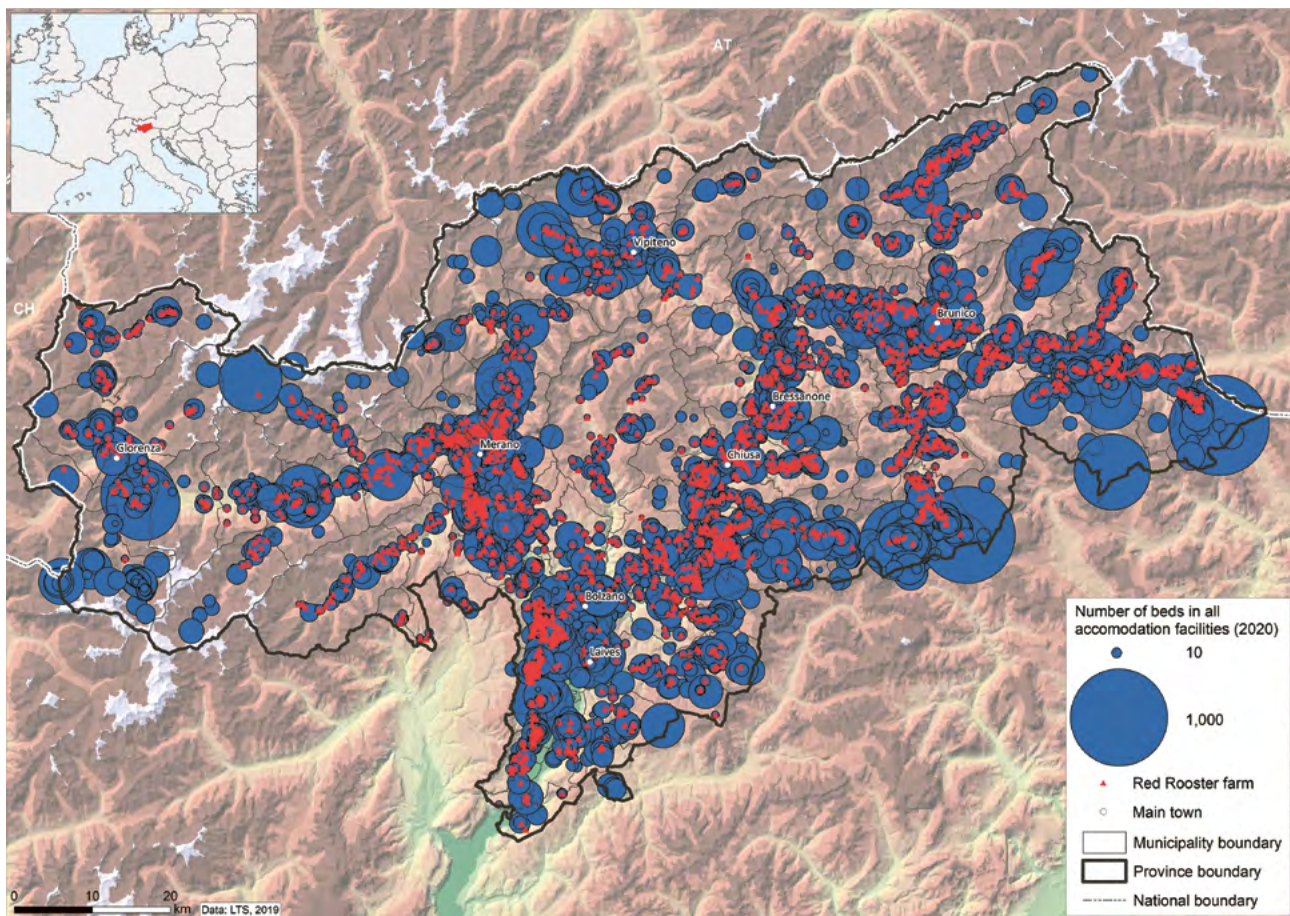 AT
CH
Vipiteno
Brunico
Bressanone
Glorenza
Merano
Chiusa
Bolzano
Laives
Number of beds in all
accomodation facilities (2020)
10
1,000
Red Rooster farm
Main town
Municipality boundary
Province boundary
National boundary
0 10 20
km Data: LTS, 2019